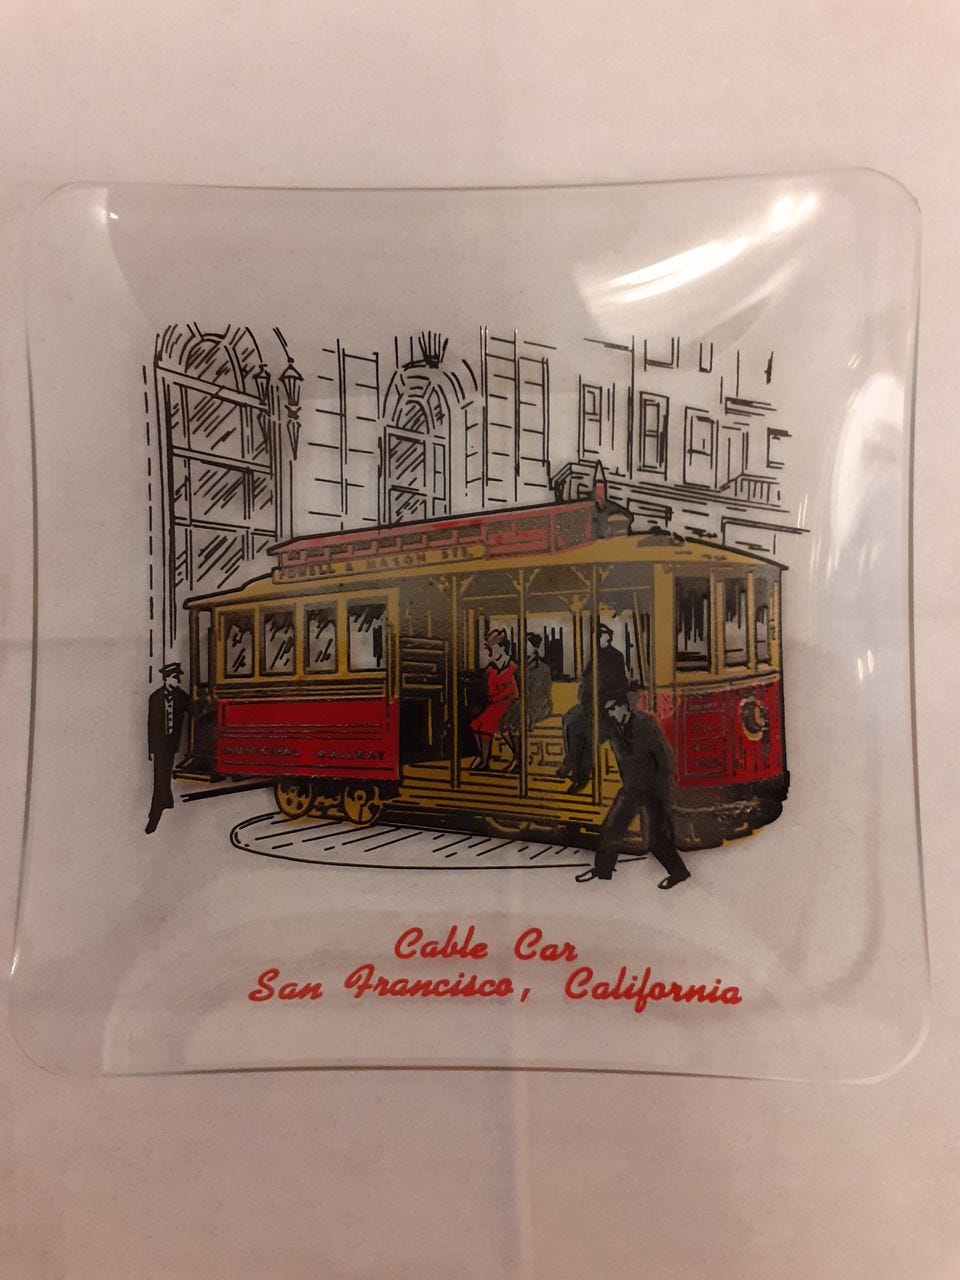 POWELL & MASON STS.
MUNICIPAL RAILWAY
Cable Car
San Francisco, California